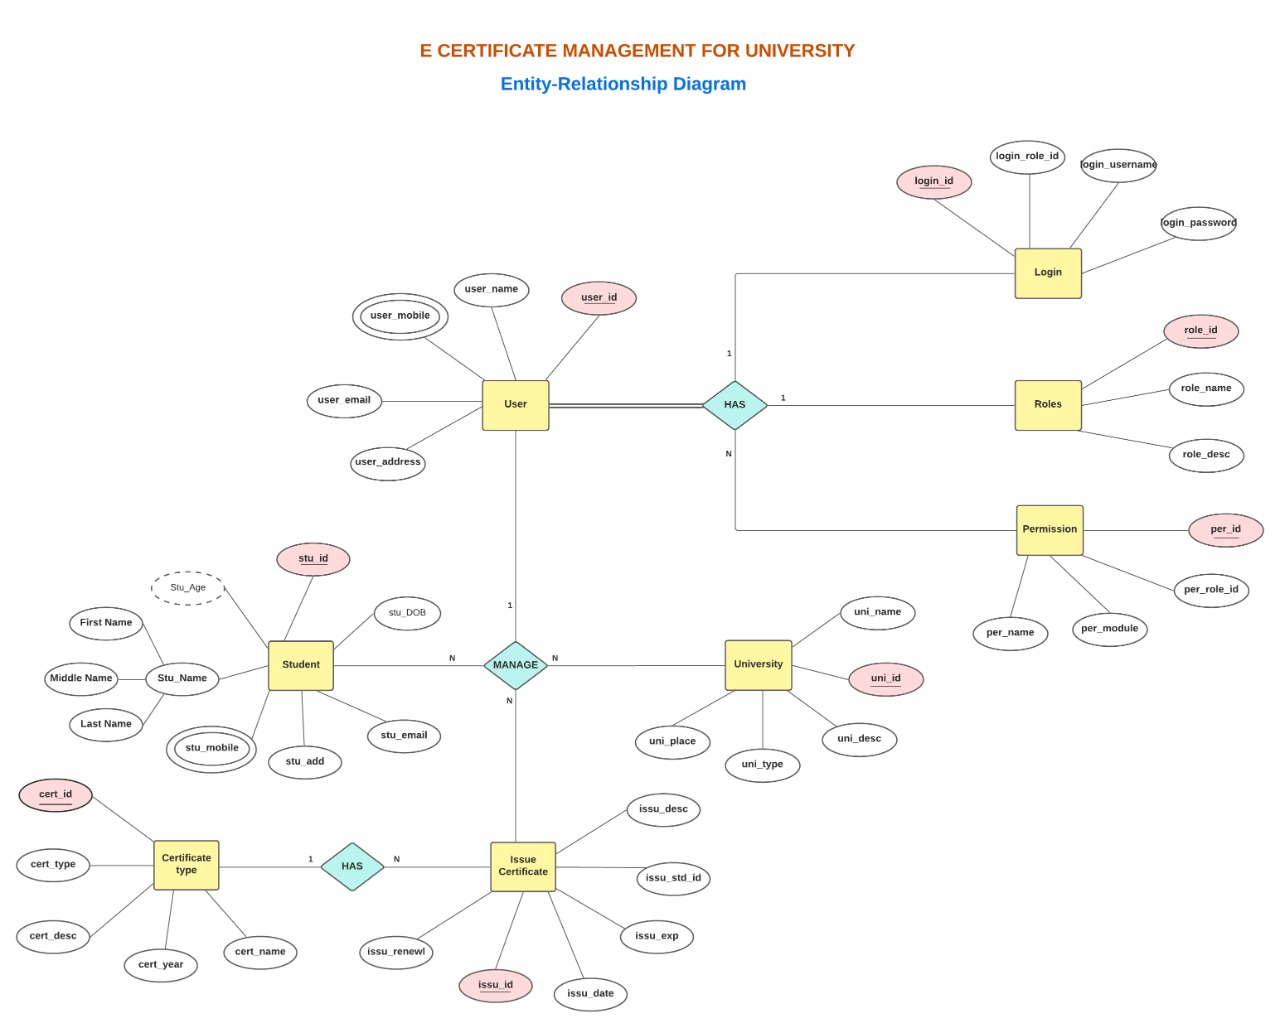 E CERTIFICATE MANAGEMENT FOR UNIVERSITY
Entity-Relationship Diagram
login_role_id
login_username
login_id
login_password
Login
user_name
user_id
user_mobile
role_id
role_name
role_desc
1
user_email
User
HAS
1
Roles
user_address
N
Permission
per_id
per_role_id
per_name
per_module
stu_id
Stu_Age
stu_DOB
First Name
Middle Name
Stu_Name
Last Name
Student
1
N
MANAGE
N
N
University
uni_name
uni_id
stu_mobile
stu_add
stu_email
uni_place
uni_type
uni_desc
cert_id
cert_type
Certificate
type
1
HAS
N
Issue
Certificate
issu_desc
issu_std_id
cert_desc
cert_year
cert_name
issu_renewl
issu_id
issu_date
issu_exp